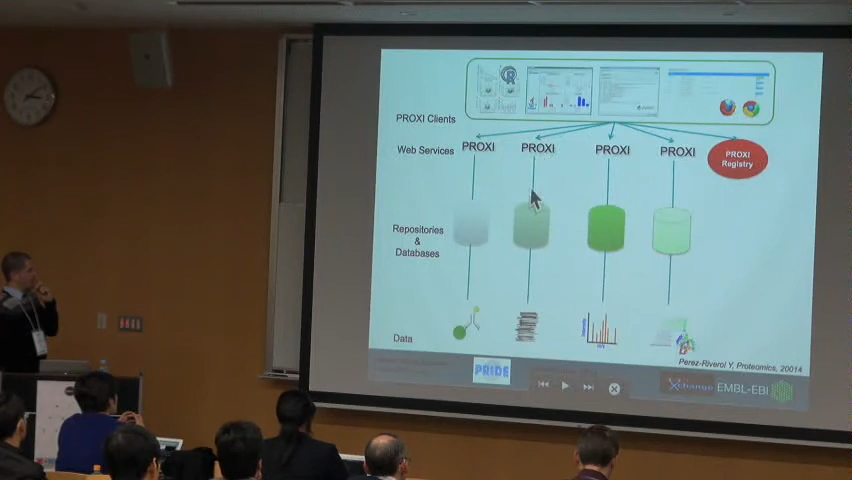 PROXI Clients
Web Services
PROXI
PROXI
PROXI
PROXI
PROXI
Registry
Repositories
&
Databases
Data
Perez-Riverol Y, Proteomics, 20014
PRIDE
Xchange
EMBL-EBI